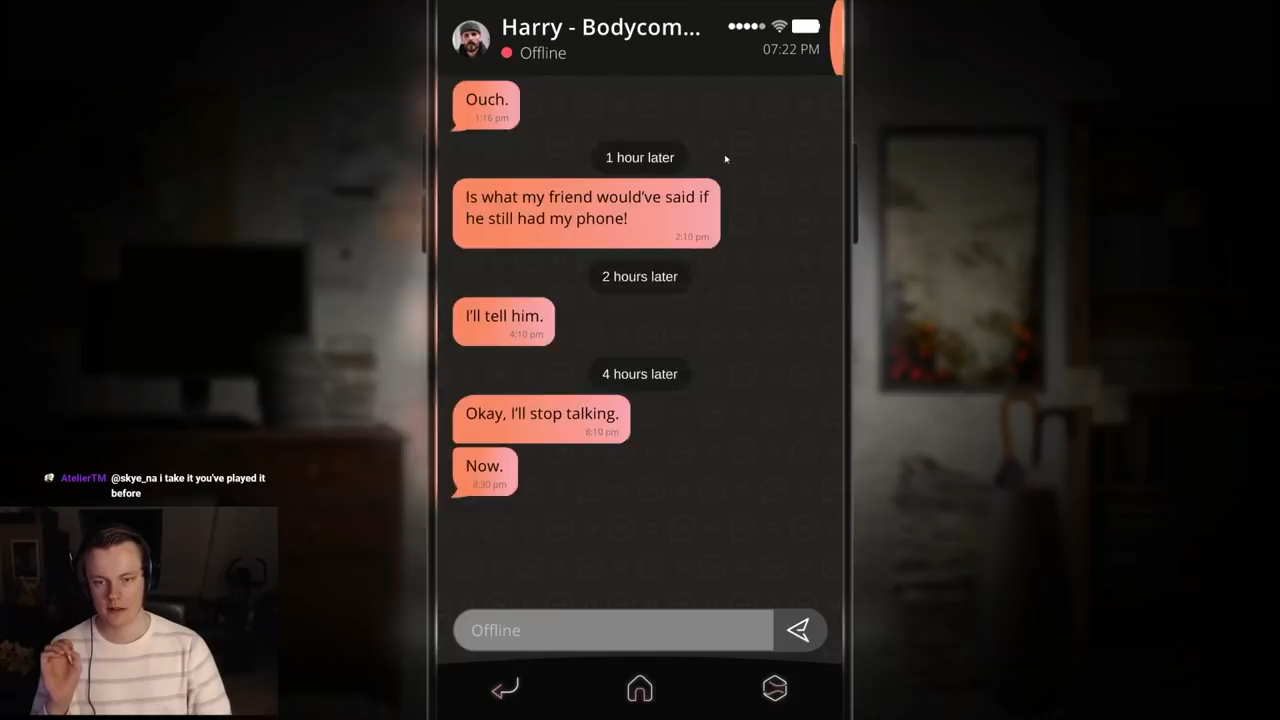 Harry - Bodycom...
Offline
07:22 PM
Ouch.
1:16 pm
1 hour later
Is what my friend would've said if
he still had my phone!
2:10 pm
2 hours later
I'll tell him.
4:10 pm
4 hours later
Okay, I'll stop talking.
8:10 pm
Now.
8:30 pm
Offline
AtelierTM @skye_na i take it you've played it
before